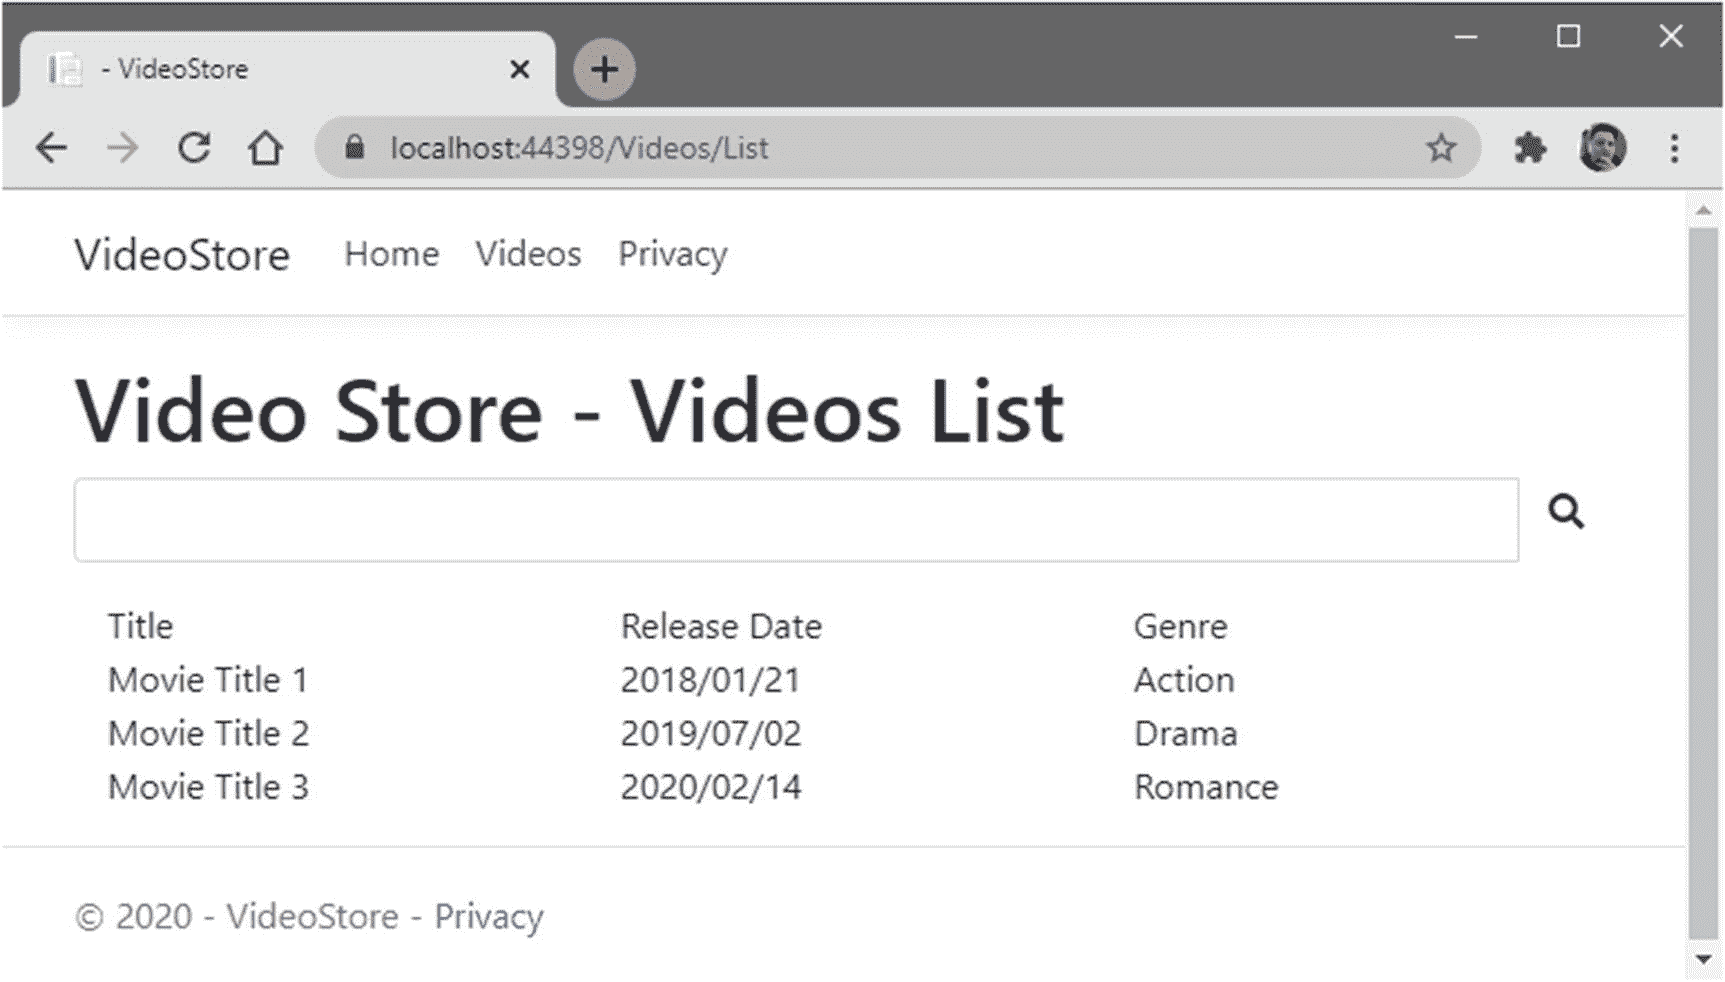 - VideoStore
localhost:44398/Videos/List
VideoStore Home Videos Privacy
Video Store - Videos List
Title Release Date Genre
Movie Title 1 2018/01/21 Action
Movie Title 2 2019/07/02 Drama
Movie Title 3 2020/02/14 Romance
© 2020 - VideoStore - Privacy